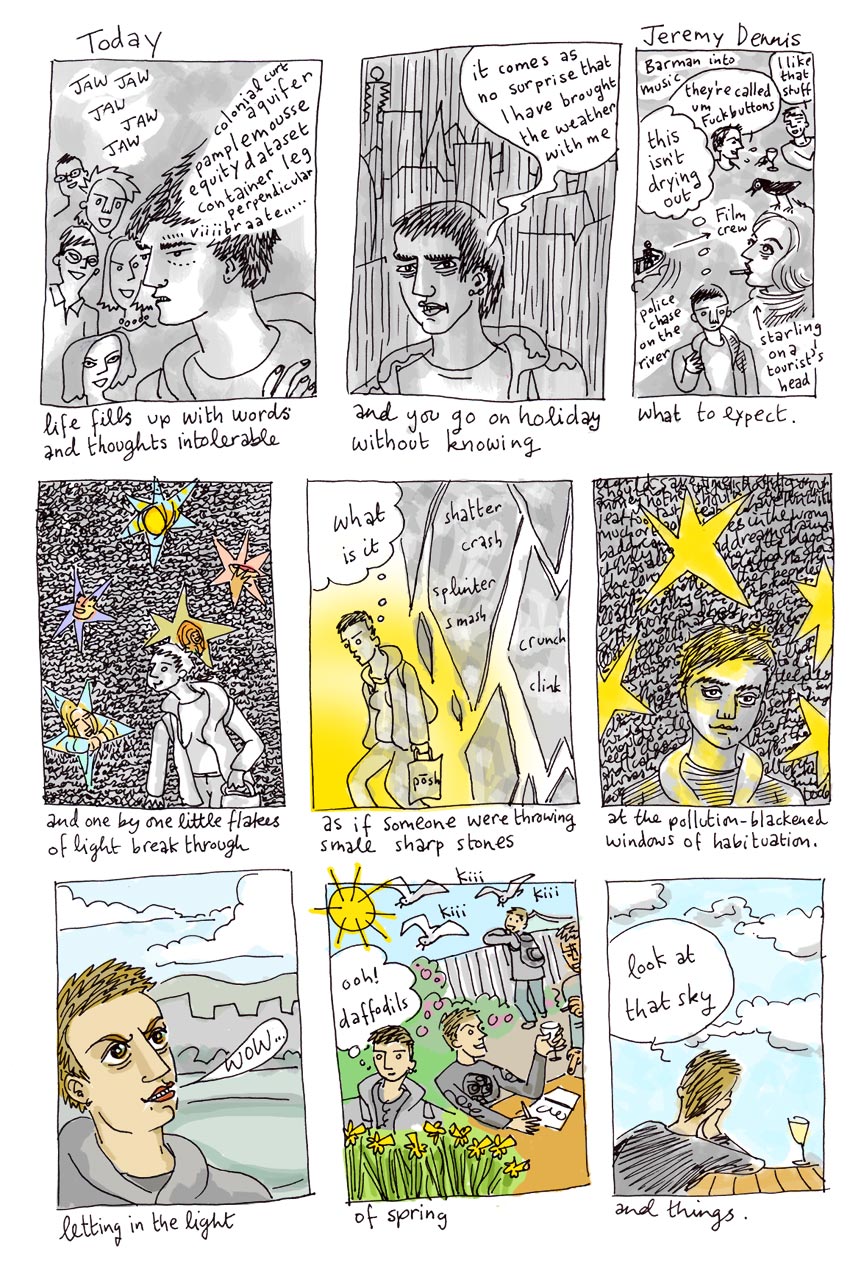 Today
Jeremy Dennis
JAW JAW
JAW
JAW
JAW
colonial curt
aquifer
pamplemousse
equity dataset
container leg
perpendicular
viiiibraate.....
life fills up with words
and thoughts intolerable
it comes as
no surprise that
I have brought
the weather
with me
and you go on holiday
without knowing
Barman into
music
they're called
um
Fuckbuttons
I like
that
stuff
this
isn't
drying
out
Film
crew
police
chase
on the
river
starling
on a
tourist's
head
what to expect.
and one by one little flakes
of light break through
what
is it
shatter
crash
splinter
smash
crunch
clink
pōsh
as if someone were throwing
small sharp stones
at the pollution-blackened
windows of habituation.
WOW...
letting in the light
kiii
kiii
kiii
ooh!
daffodils
of spring
look at
that sky
and things.